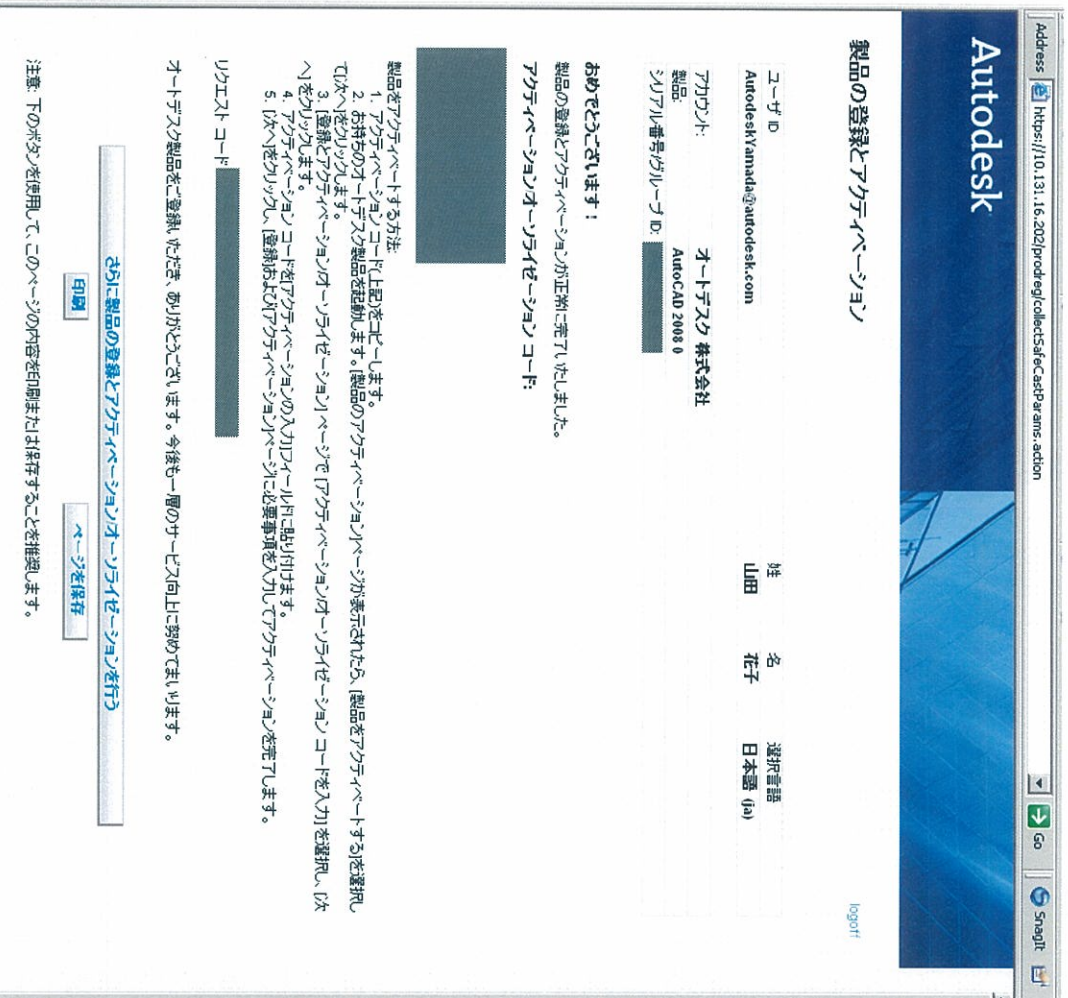 Address https://10.131.16.202/prodreg/collectSafeCastParams.action Go SnagIt
Autodesk
logoff
製品の登録とアクティベーション
ユーザ ID 姓 名 選択言語
AutodeskYamada@autodesk.com 山田 花子 日本語 (ja)
アカウント: オートデスク 株式会社
製品: AutoCAD 2008 0
シリアル番号/グループ ID:
おめでとうございます！
製品の登録とアクティベーションが正常に完了いたしました。
アクティベーション/オーソライゼーション コード:
製品をアクティベートする方法:
1. アクティベーション コード(上記)をコピーします。
2. お持ちのオートデスク製品を起動します。[製品のアクティベーション]ページが表示されたら、[製品をアクティベートする]を選択し
て[次へ]をクリックします。
3. [登録とアクティベーション/オーソライゼーション] ページで [アクティベーション/オーソライゼーション コードを入力] を選択し、[次
へ]をクリックします。
4. アクティベーション コードを[アクティベーションの入力]フィールドに貼り付けます。
5. [次へ]をクリックし、[登録]および[アクティベーション]ページに必要事項を入力してアクティベーションを完了します。
リクエスト コード
オートデスク製品をご登録いただき、ありがとうございます。今後も一層のサービス向上に努めてまいります。
さらに製品の登録とアクティベーション/オーソライゼーションを行う
印刷 ページを保存
注意: 下のボタンを使用して、このページの内容を印刷または保存することを推奨します。